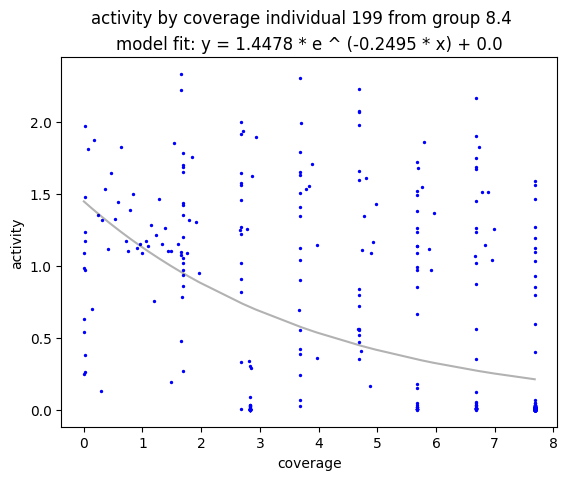 activity by coverage individual 199 from group 8.4
model fit: y = 1.4478 * e ^ (-0.2495 * x) + 0.0
2.0
1.5
1.0
0.5
0.0
activity
0 1 2 3 4 5 6 7 8
coverage